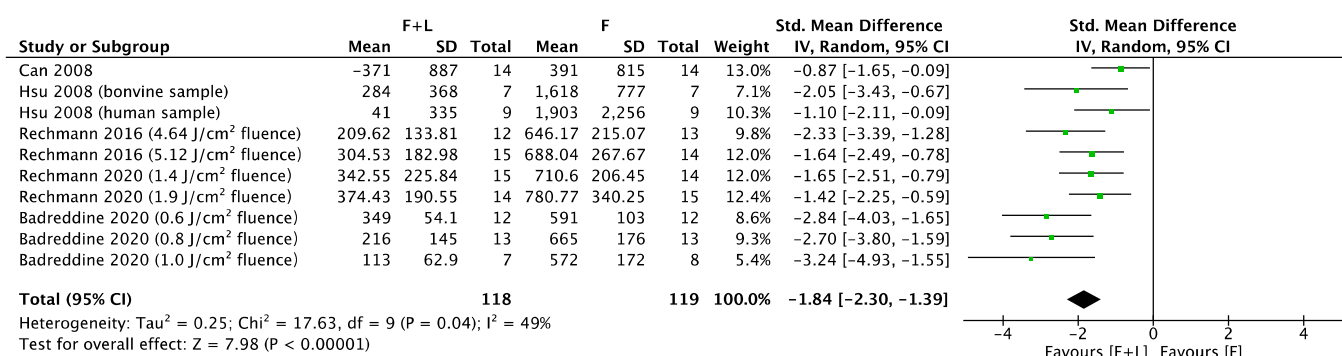 F+L F Std. Mean Difference Std. Mean Difference
Study or Subgroup Mean SD Total Mean SD Total Weight IV, Random, 95% CI IV, Random, 95% CI
Can 2008 −371 887 14 391 815 14 13.0% −0.87 [−1.65, −0.09]
Hsu 2008 (bonvine sample) 284 368 7 1,618 777 7 7.1% −2.05 [−3.43, −0.67]
Hsu 2008 (human sample) 41 335 9 1,903 2,256 9 10.3% −1.10 [−2.11, −0.09]
Rechmann 2016 (4.64 J/cm² fluence) 209.62 133.81 12 646.17 215.07 13 9.8% −2.33 [−3.39, −1.28]
Rechmann 2016 (5.12 J/cm² fluence) 304.53 182.98 15 688.04 267.67 14 12.0% −1.64 [−2.49, −0.78]
Rechmann 2020 (1.4 J/cm² fluence) 342.55 225.84 15 710.6 206.45 14 12.0% −1.65 [−2.51, −0.79]
Rechmann 2020 (1.9 J/cm² fluence) 374.43 190.55 14 780.77 340.25 15 12.4% −1.42 [−2.25, −0.59]
Badreddine 2020 (0.6 J/cm² fluence) 349 54.1 12 591 103 12 8.6% −2.84 [−4.03, −1.65]
Badreddine 2020 (0.8 J/cm² fluence) 216 145 13 665 176 13 9.3% −2.70 [−3.80, −1.59]
Badreddine 2020 (1.0 J/cm² fluence) 113 62.9 7 572 172 8 5.4% −3.24 [−4.93, −1.55]
Total (95% CI) 118 119 100.0% −1.84 [−2.30, −1.39]
Heterogeneity: Tau² = 0.25; Chi² = 17.63, df = 9 (P = 0.04); I² = 49%
Test for overall effect: Z = 7.98 (P < 0.00001)
−4 −2 0 2 4
Favours [F+L] Favours [F]